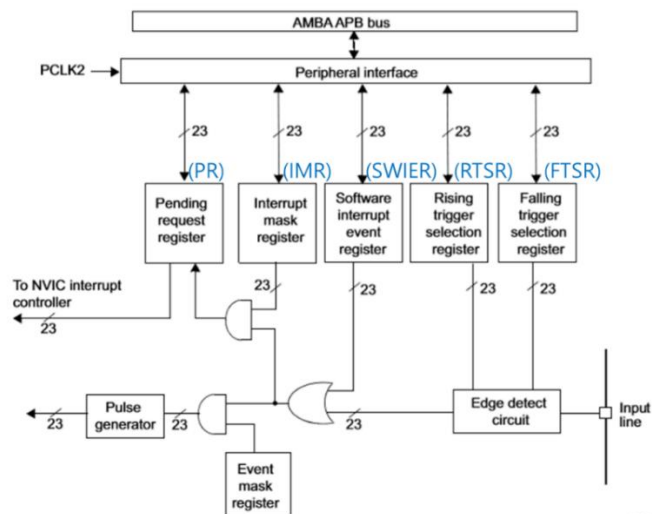 AMBA APB bus
PCLK2
Peripheral interface
23
23
23
23
23
(PR)
(IMR)
(SWIER)
(RTSR)
(FTSR)
Pending
request
register
Interrupt
mask
register
Software
interrupt
event
register
Rising
trigger
selection
register
Falling
trigger
selection
register
To NVIC interrupt
controller
23
23
23
23
23
Pulse
generator
23
23
23
Edge detect
circuit
Input
line
Event
mask
register